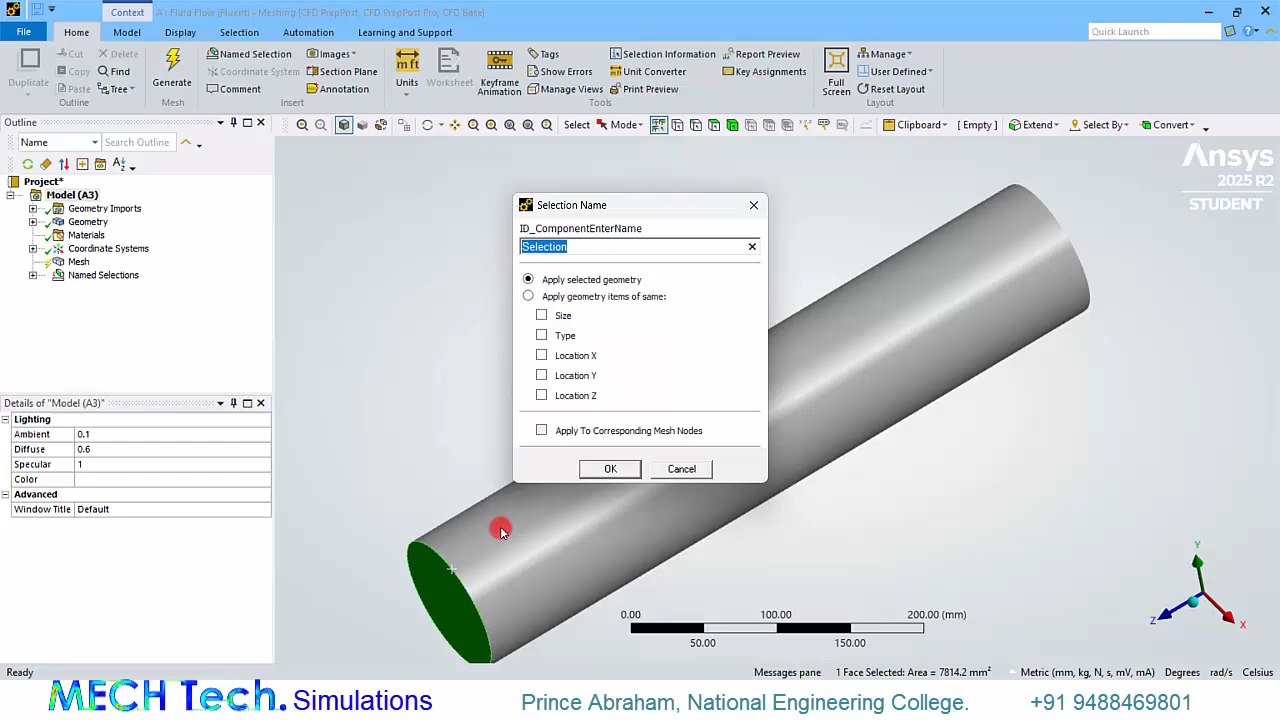 Context
A : Fluid Flow (Fluent) - Meshing [CFD PrepPost, CFD PrepPost Pro, CFD Base]
File Home Model Display Selection Automation Learning and Support Quick Launch
Duplicate
Cut Delete
Copy Find
Paste Tree
Outline
Generate
Mesh
Named Selection Images
Coordinate System Section Plane
Comment Annotation
Insert
Units
Worksheet
Keyframe
Animation
Tags Selection Information Report Preview
Show Errors Unit Converter Key Assignments
Manage Views Print Preview
Tools
Full
Screen
Manage
User Defined
Reset Layout
Layout
Outline
Select Mode Clipboard [ Empty ] Extend Select By Convert
Name Search Outline
Project*
Model (A3)
Geometry Imports
Geometry
Materials
Coordinate Systems
Mesh
Named Selections
Ansys
2025 R2
STUDENT
Selection Name
ID_ComponentEnterName
Selection
Apply selected geometry
Apply geometry items of same:
Size
Type
Location X
Location Y
Location Z
Apply To Corresponding Mesh Nodes
OK Cancel
Details of "Model (A3)"
Lighting
Ambient 0.1
Diffuse 0.6
Specular 1
Color
Advanced
Window Title Default
0.00 100.00 200.00 (mm)
50.00 150.00
Y
Z
X
Ready Messages pane 1 Face Selected: Area = 7814.2 mm² Metric (mm, kg, N, s, mV, mA) Degrees rad/s Celsius
MECH Tech. Simulations Prince Abraham, National Engineering College. +91 9488469801